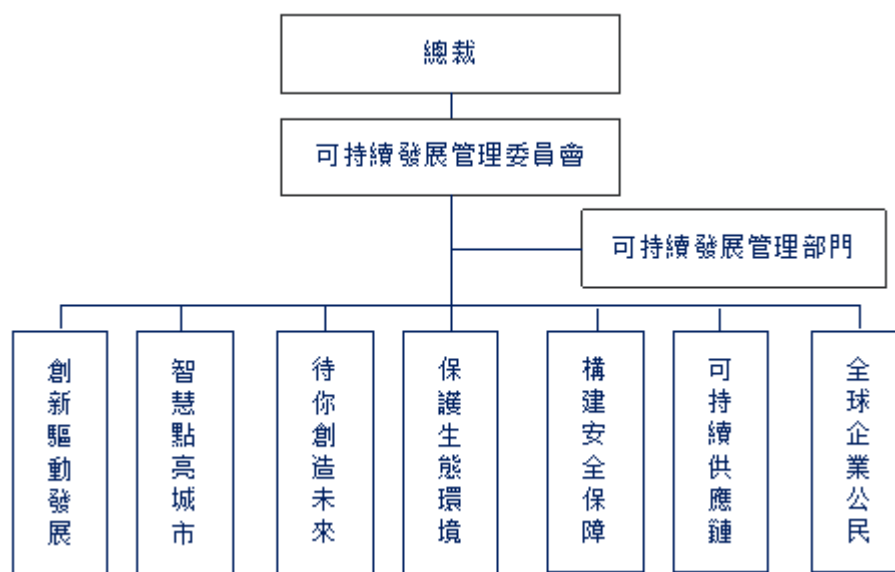 總裁
可持續發展管理委員會
可持續發展管理部門
創新驅動發展
智慧點亮城市
待你創造未來
保護生態環境
構建安全保障
可持續供應鏈
全球企業公民